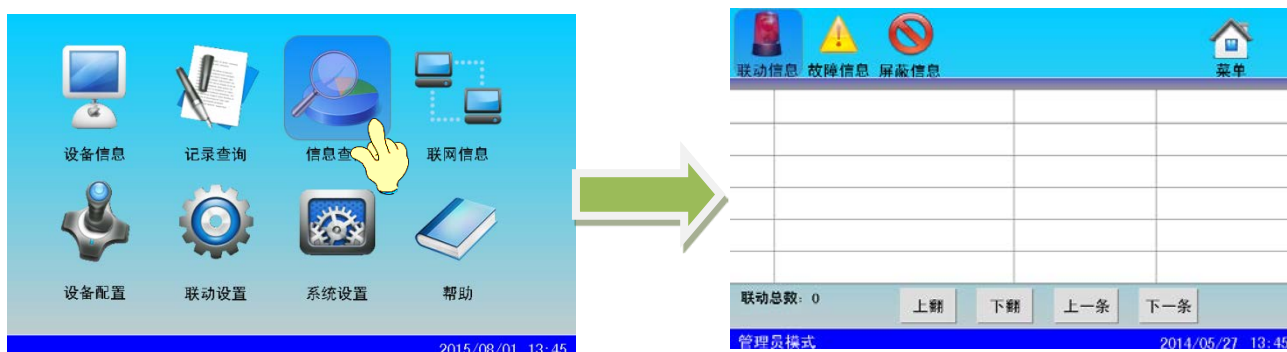 设备信息 记录查询 信息查 联网信息
设备配置 联动设置 系统设置 帮助
2015/08/01 13:45
联动信息 故障信息 屏蔽信息 菜单
联动总数: 0 上翻 下翻 上一条 下一条
管理员模式 2014/05/27 13:43